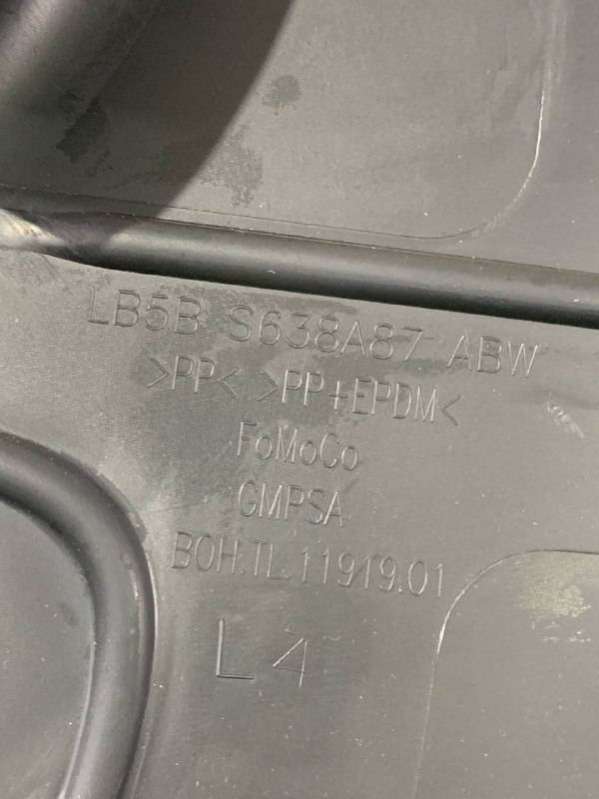 LB5B S638A87 ABW
>PP< >PP+EPDM<
FoMoCo
GMPSA
BOH.TL.11919.01
L4